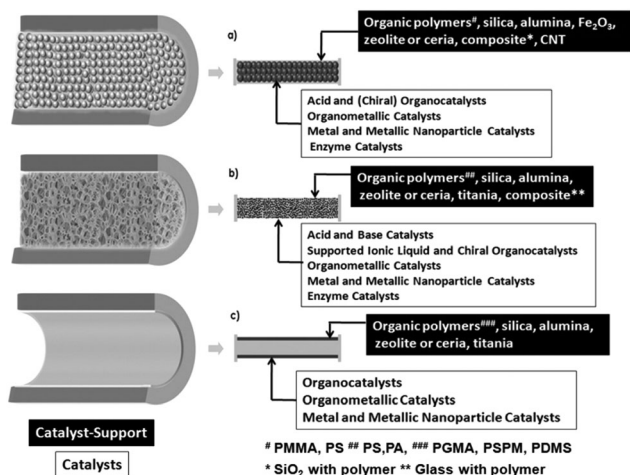 a)
Organic polymers#, silica, alumina, Fe₂O₃,
zeolite or ceria, composite*, CNT
Acid and (Chiral) Organocatalysts
Organometallic Catalysts
Metal and Metallic Nanoparticle Catalysts
Enzyme Catalysts
b)
Organic polymers##, silica, alumina,
zeolite or ceria, titania, composite**
Acid and Base Catalysts
Supported Ionic Liquid and Chiral Organocatalysts
Organometallic Catalysts
Metal and Metallic Nanoparticle Catalysts
Enzyme Catalysts
c)
Organic polymers###, silica, alumina,
zeolite or ceria, titania
Organocatalysts
Organometallic Catalysts
Metal and Metallic Nanoparticle Catalysts
Catalyst-Support
Catalysts
# PMMA, PS ## PS,PA, ### PGMA, PSPM, PDMS
* SiO₂ with polymer ** Glass with polymer